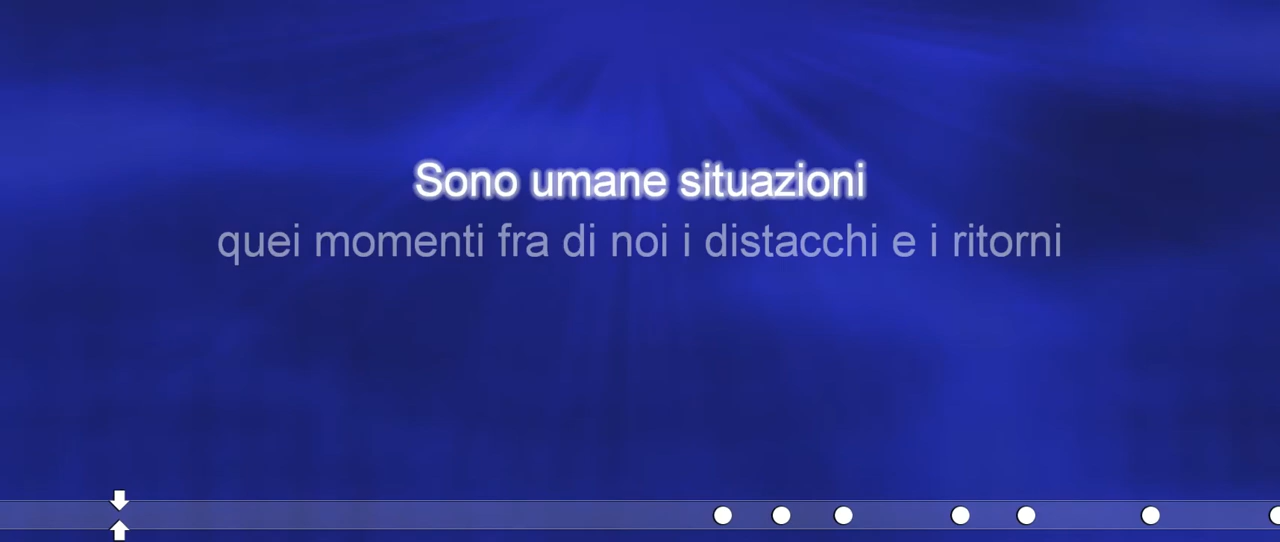 Sono umane situazioni
quei momenti fra di noi i distacchi e i ritorni